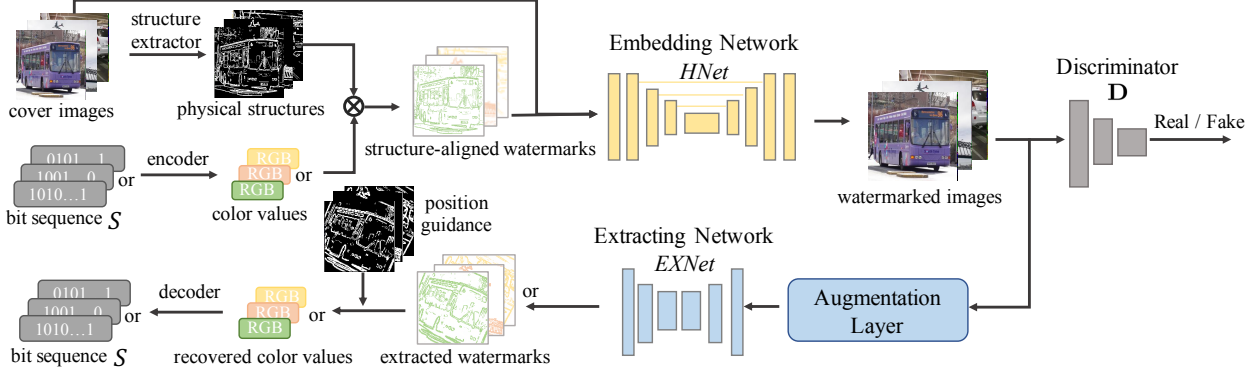 structure
extractor
cover images
physical structures
structure-aligned watermarks
Embedding Network
HNet
watermarked images
Discriminator
D
Real / Fake
0101…1
1001…0
1010…1
or
bit sequence S
encoder
RGB
RGB
RGB
or
color values
position
guidance
Extracting Network
EXNet
Augmentation
Layer
or
extracted watermarks
or
RGB
RGB
RGB
recovered color values
decoder
or
0101…1
1001…0
1010…1
bit sequence S